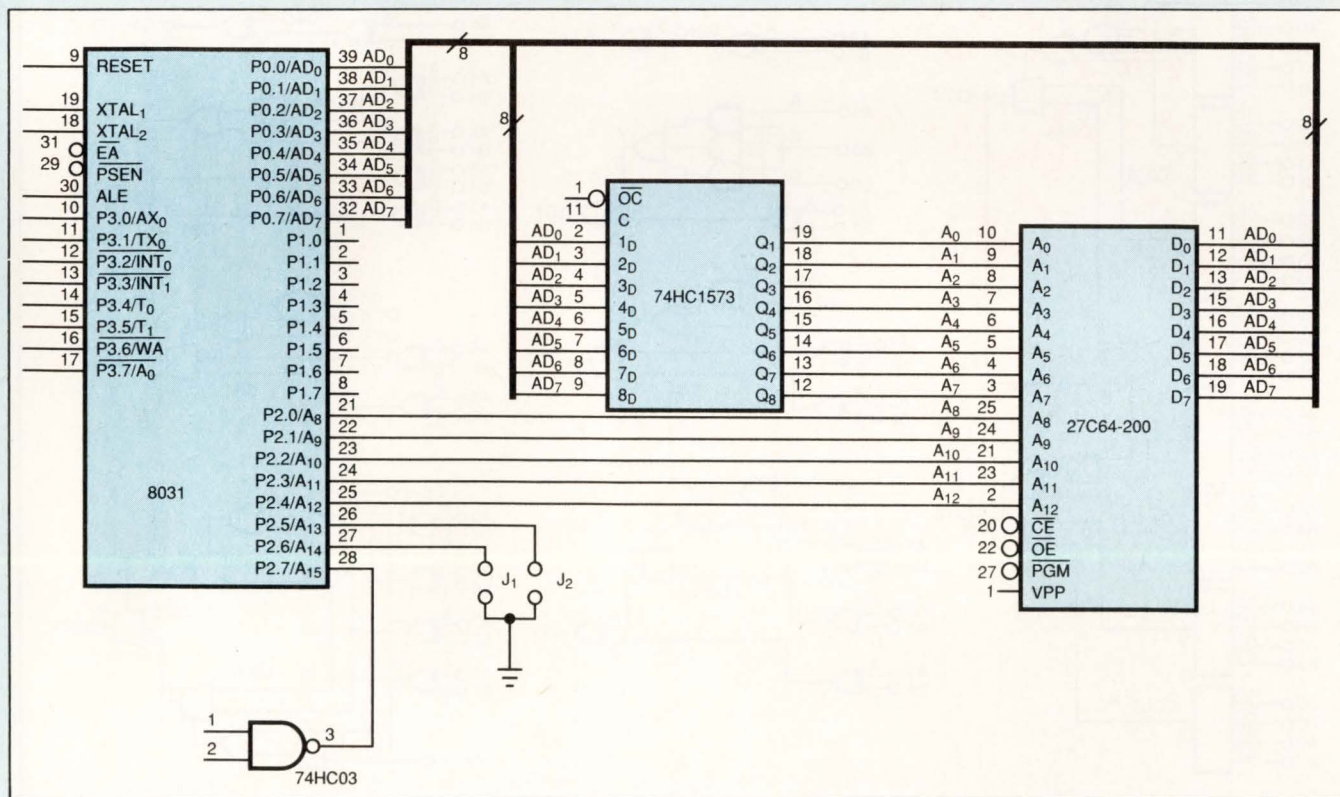 9 RESET
19 XTAL₁
18 XTAL₂
31 E̅A̅
29 P̅S̅E̅N̅
30 ALE
10 P3.0/AX₀
11 P3.1/TX₀
12 P3.2/I̅N̅T̅₀
13 P3.3/I̅N̅T̅₁
14 P3.4/T₀
15 P3.5/T₁
16 P3.6/W̅A̅
17 P3.7/A₀
P0.0/AD₀ 39 AD₀
P0.1/AD₁ 38 AD₁
P0.2/AD₂ 37 AD₂
P0.3/AD₃ 36 AD₃
P0.4/AD₄ 35 AD₄
P0.5/AD₅ 34 AD₅
P0.6/AD₆ 33 AD₆
P0.7/AD₇ 32 AD₇
P1.0 1
P1.1 2
P1.2 3
P1.3 4
P1.4 5
P1.5 6
P1.6 7
P1.7 8
P2.0/A₈ 21
P2.1/A₉ 22
P2.2/A₁₀ 23
P2.3/A₁₁ 24
P2.4/A₁₂ 25
P2.5/A₁₃ 26
P2.6/A₁₄ 27
P2.7/A₁₅ 28
8031
8
8
8
1 O̅C̅
11 C
AD₀ 2 1D
AD₁ 3 2D
AD₂ 4 3D
AD₃ 5 4D
AD₄ 6 5D
AD₅ 7 6D
AD₆ 8 7D
AD₇ 9 8D
74HC1573
Q₁ 19
Q₂ 18
Q₃ 17
Q₄ 16
Q₅ 15
Q₆ 14
Q₇ 13
Q₈ 12
A₀ 10 A₀
A₁ 9 A₁
A₂ 8 A₂
A₃ 7 A₃
A₄ 6 A₄
A₅ 5 A₅
A₆ 4 A₆
A₇ 3 A₇
A₈ 25 A₈
A₉ 24 A₉
A₁₀ 21 A₁₀
A₁₁ 23 A₁₁
A₁₂ 2 A₁₂
20 C̅E̅
22 O̅E̅
27 P̅G̅M̅
1 VPP
27C64-200
D₀ 11 AD₀
D₁ 12 AD₁
D₂ 13 AD₂
D₃ 15 AD₃
D₄ 16 AD₄
D₅ 17 AD₅
D₆ 18 AD₆
D₇ 19 AD₇
J₁ J₂
1
2
3
74HC03